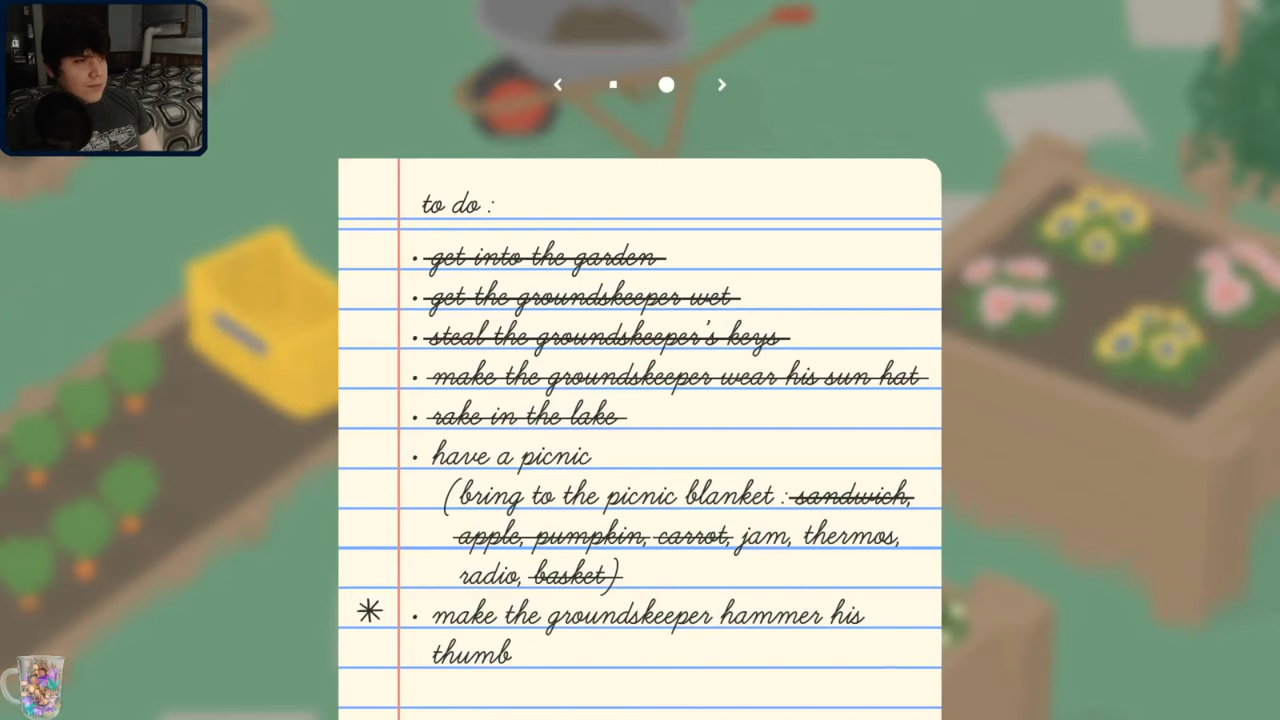 to do :
• get into the garden
• get the groundskeeper wet
• steal the groundskeeper's keys
• make the groundskeeper wear his sun hat
• rake in the lake
• have a picnic
(bring to the picnic blanket : sandwich,
apple, pumpkin, carrot, jam, thermos,
radio, basket)
* • make the groundskeeper hammer his
thumb